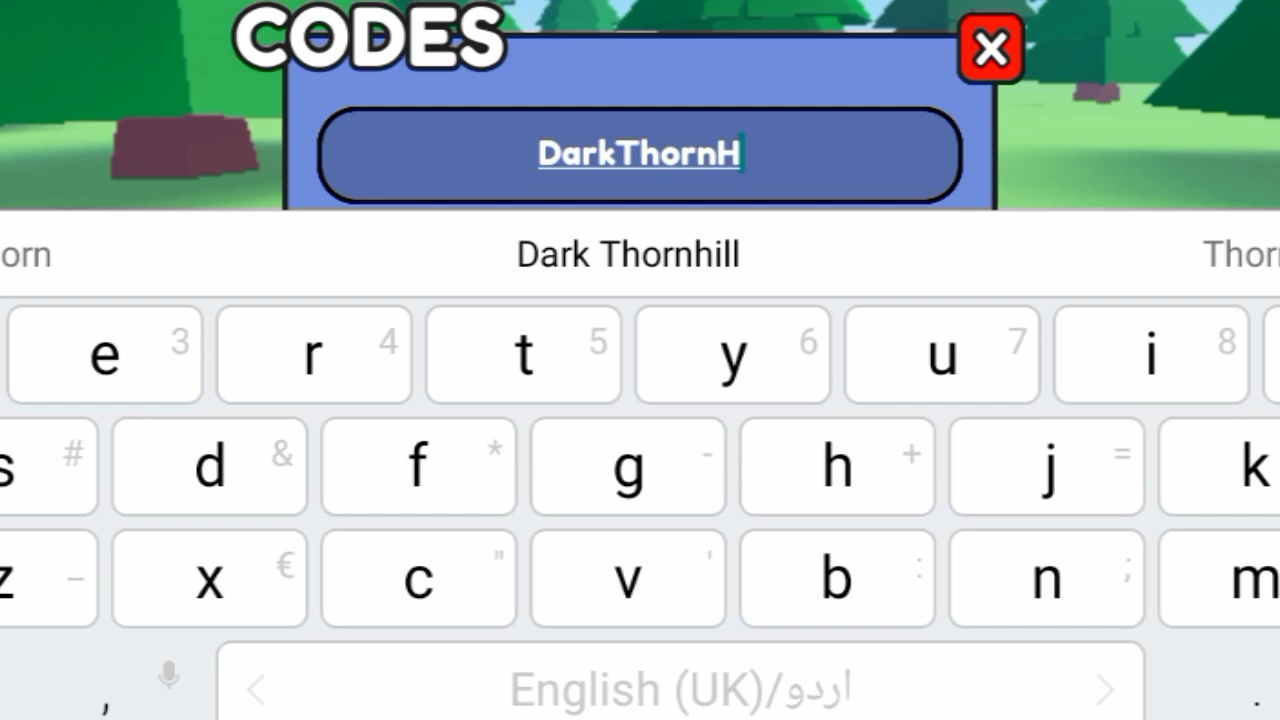 CODES
DarkThornH
orn Dark Thornhill Thorn
e 3 r 4 t 5 y 6 u 7 i 8
s # d & f * g - h + j = k
z _ x € c " v ' b : n ; m
, English (UK)/اردو .